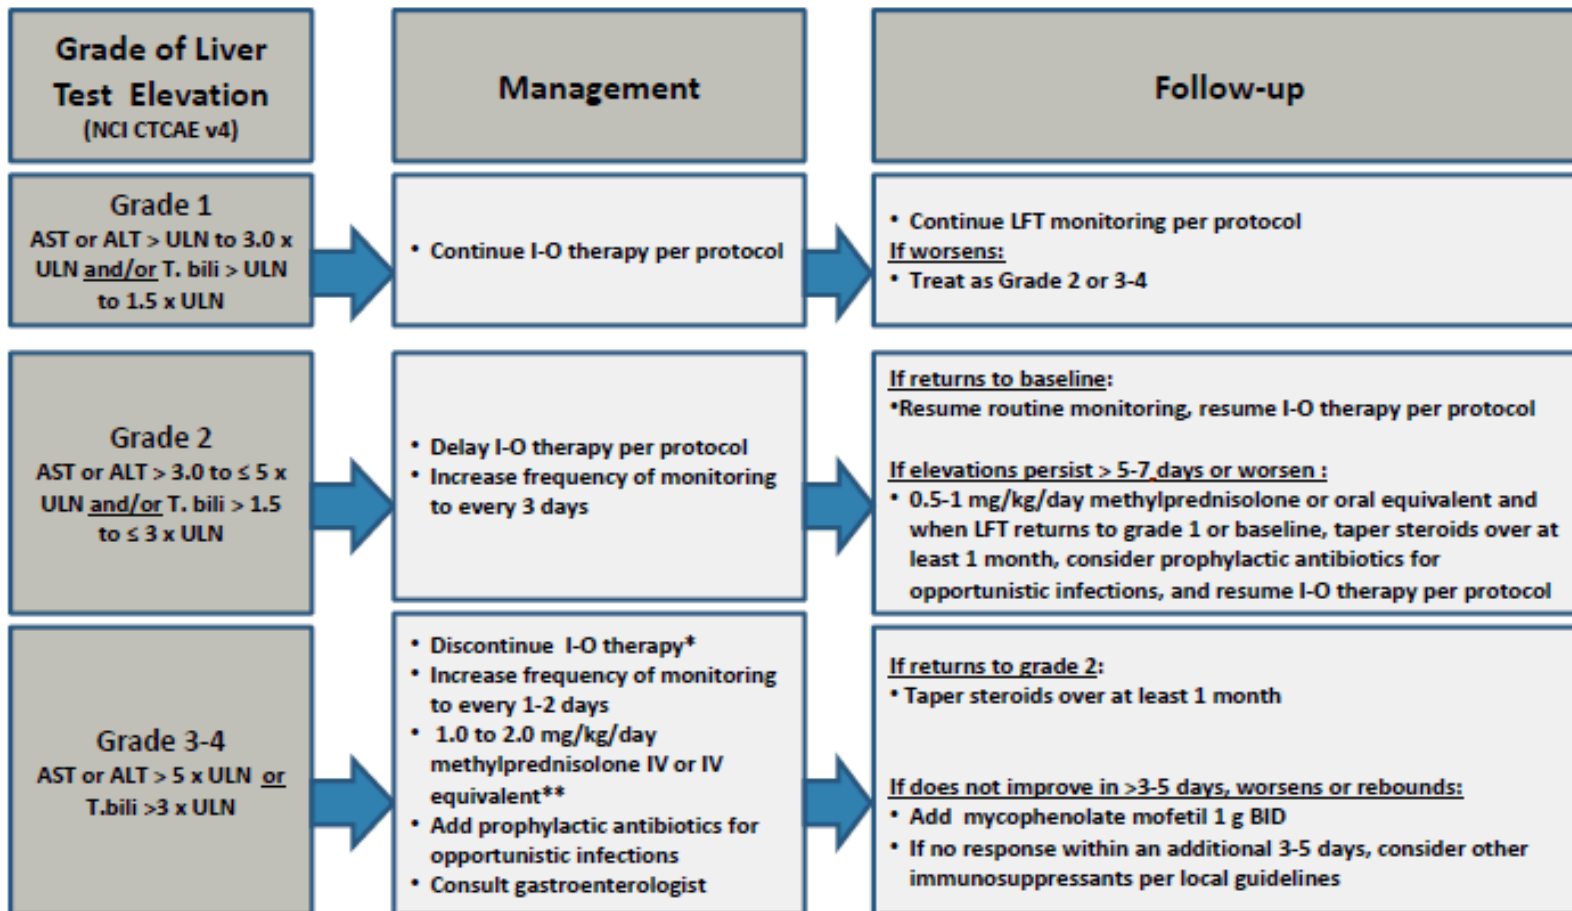 Grade of Liver
Test Elevation
(NCI CTCAE v4)
Management
Follow-up
Grade 1
AST or ALT > ULN to 3.0 x
ULN and/or T. bili > ULN
to 1.5 x ULN
• Continue I-O therapy per protocol
• Continue LFT monitoring per protocol
If worsens:
• Treat as Grade 2 or 3-4
Grade 2
AST or ALT > 3.0 to ≤ 5 x
ULN and/or T. bili > 1.5
to ≤ 3 x ULN
• Delay I-O therapy per protocol
• Increase frequency of monitoring
to every 3 days
If returns to baseline:
•Resume routine monitoring, resume I-O therapy per protocol
If elevations persist > 5-7 days or worsen :
• 0.5-1 mg/kg/day methylprednisolone or oral equivalent and
when LFT returns to grade 1 or baseline, taper steroids over at
least 1 month, consider prophylactic antibiotics for
opportunistic infections, and resume I-O therapy per protocol
Grade 3-4
AST or ALT > 5 x ULN or
T.bili >3 x ULN
• Discontinue I-O therapy*
• Increase frequency of monitoring
to every 1-2 days
• 1.0 to 2.0 mg/kg/day
methylprednisolone IV or IV
equivalent**
• Add prophylactic antibiotics for
opportunistic infections
• Consult gastroenterologist
If returns to grade 2:
• Taper steroids over at least 1 month
If does not improve in >3-5 days, worsens or rebounds:
• Add mycophenolate mofetil 1 g BID
• If no response within an additional 3-5 days, consider other
immunosuppressants per local guidelines